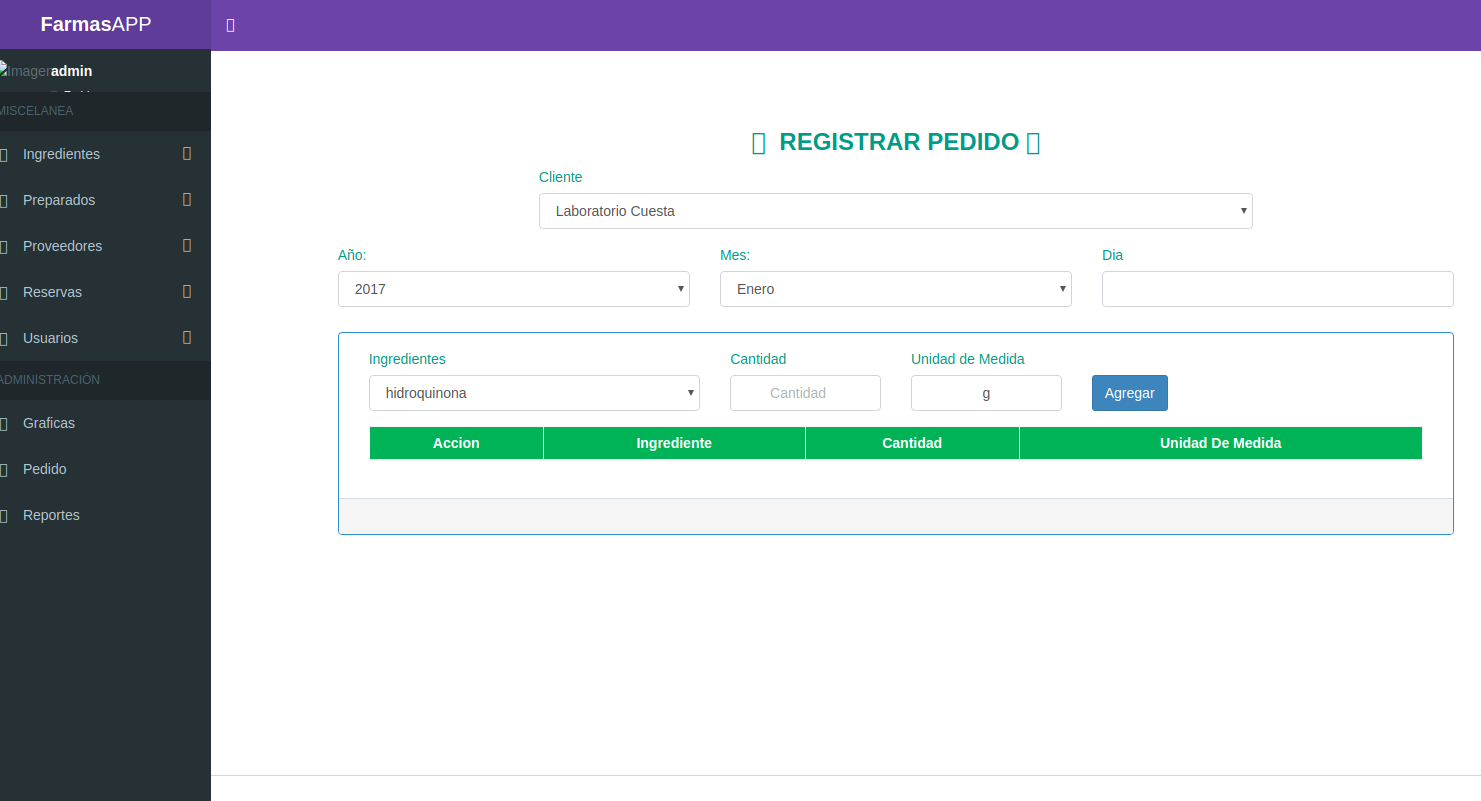 FarmasAPP
Imagen admin
MISCELANEA
Ingredientes
Preparados
Proveedores
Reservas
Usuarios
ADMINISTRACIÓN
Graficas
Pedido
Reportes
REGISTRAR PEDIDO
Cliente
Laboratorio Cuesta
Año: Mes: Dia
2017 Enero
Ingredientes Cantidad Unidad de Medida
hidroquinona Cantidad g Agregar
Accion Ingrediente Cantidad Unidad De Medida